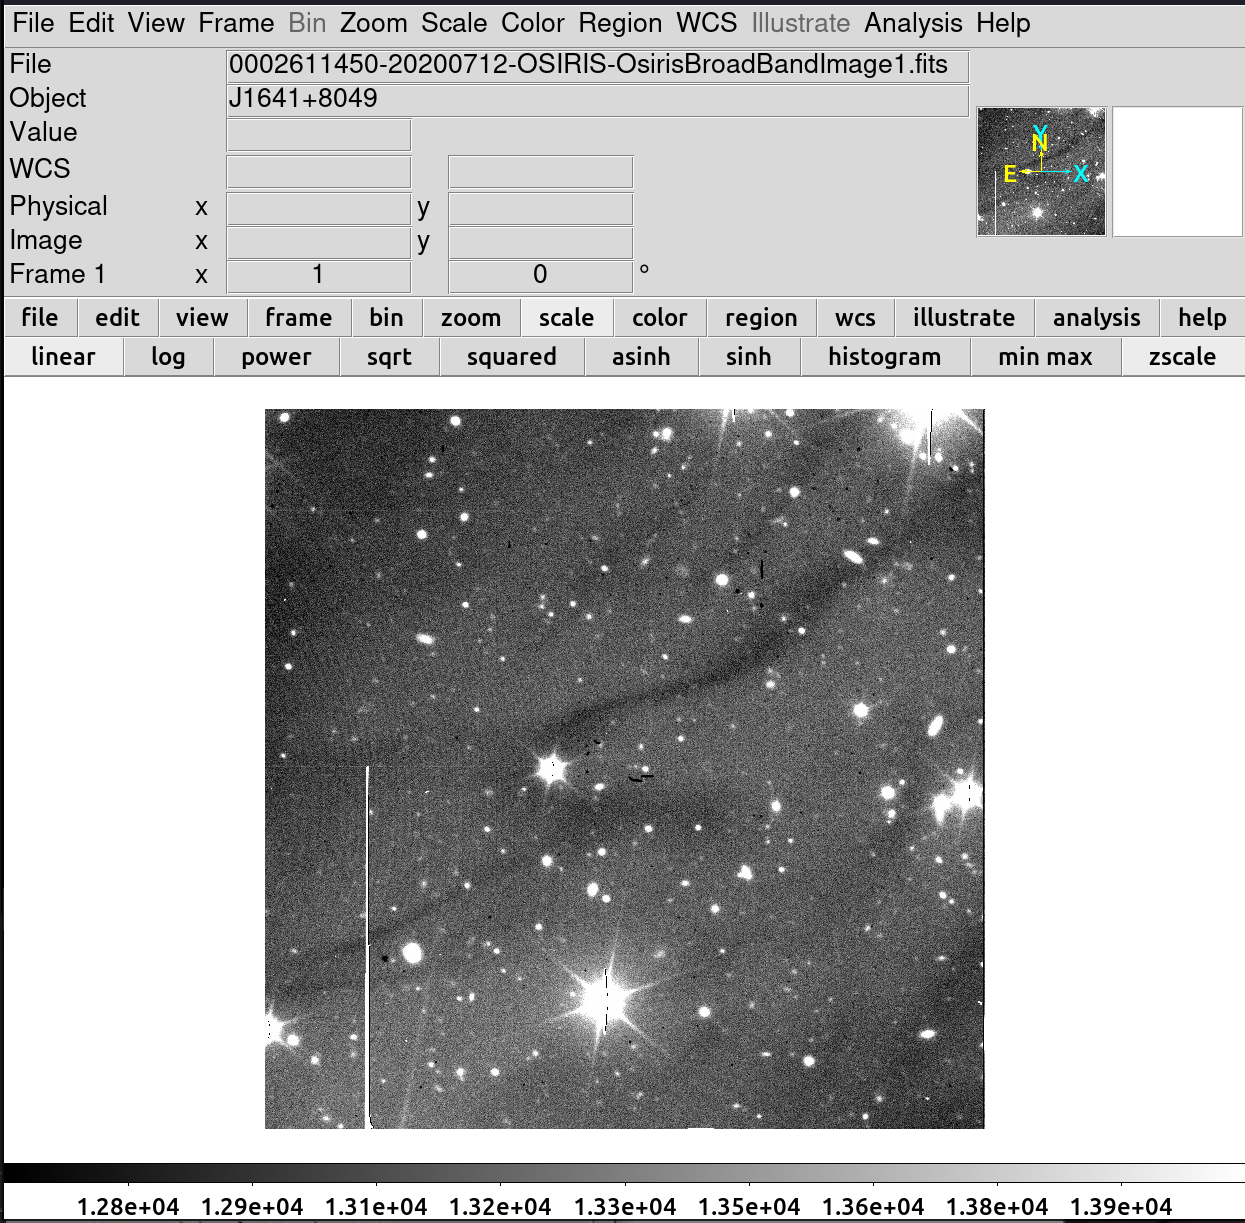 File Edit View Frame Bin Zoom Scale Color Region WCS Illustrate Analysis Help
File 0002611450-20200712-OSIRIS-OsirisBroadBandImage1.fits
Object J1641+8049
Value
WCS
Physical x y
Image x y
Frame 1 x 1 0 °
Y
N
E X
file edit view frame bin zoom scale color region wcs illustrate analysis help
linear log power sqrt squared asinh sinh histogram min max zscale
1.28e+04 1.29e+04 1.31e+04 1.32e+04 1.33e+04 1.35e+04 1.36e+04 1.38e+04 1.39e+04